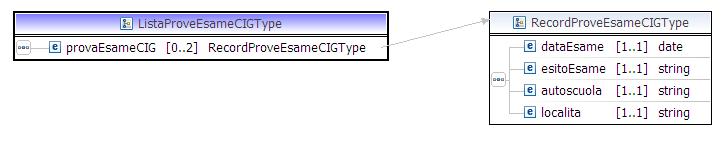 ListaProveEsameCIGType
provaEsameCIG [0..2] RecordProveEsameCIGType
RecordProveEsameCIGType
dataEsame [1..1] date
esitoEsame [1..1] string
autoscuola [1..1] string
localita [1..1] string